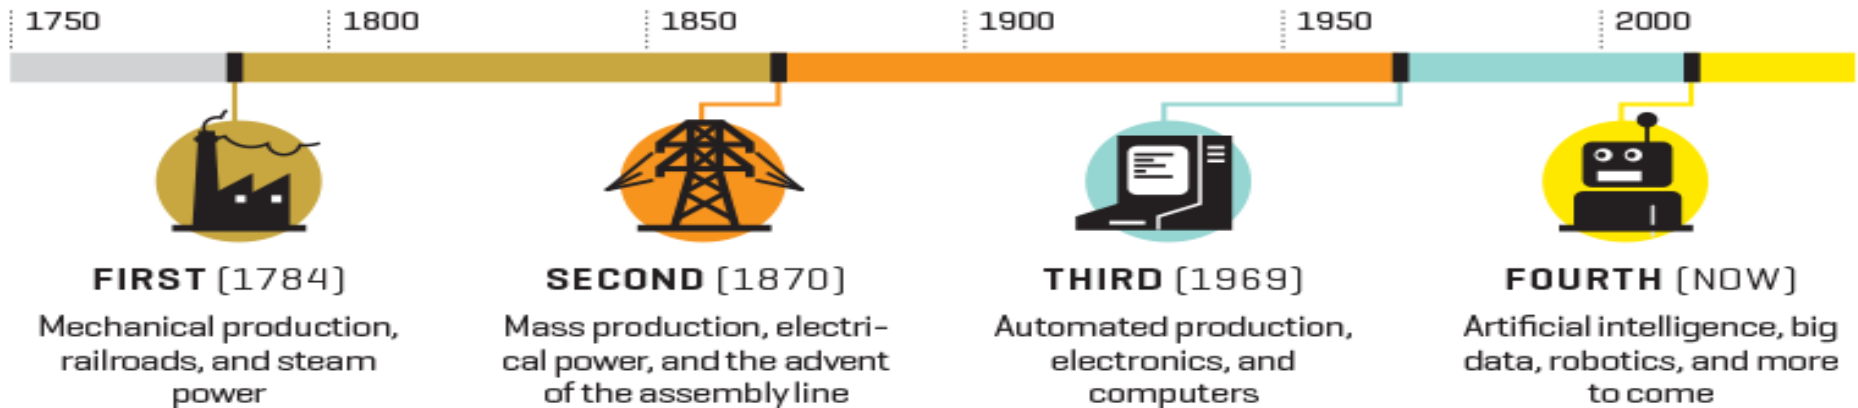 1750
1800
1850
1900
1950
2000
FIRST (1784)
Mechanical production,
railroads, and steam
power
SECOND (1870)
Mass production, electri-
cal power, and the advent
of the assembly line
THIRD (1969)
Automated production,
electronics, and
computers
FOURTH (NOW)
Artificial intelligence, big
data, robotics, and more
to come